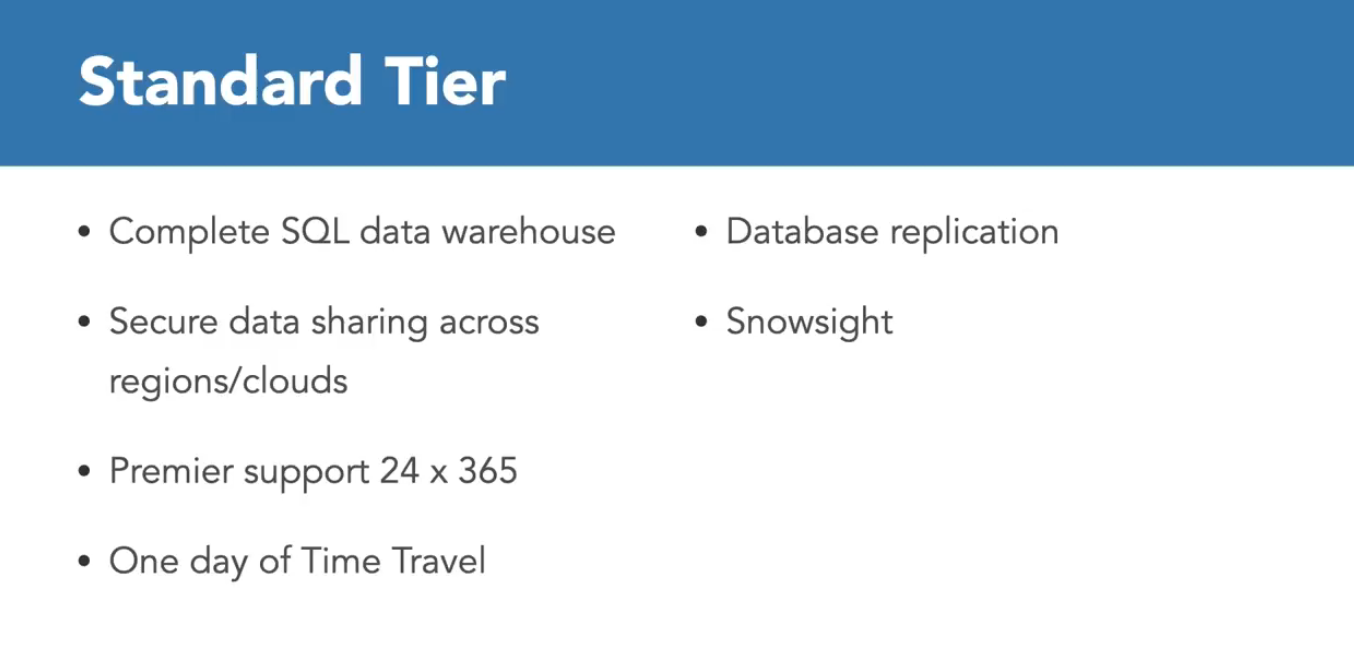 Standard Tier
• Complete SQL data warehouse
• Secure data sharing across
regions/clouds
• Premier support 24 x 365
• One day of Time Travel
• Database replication
• Snowsight